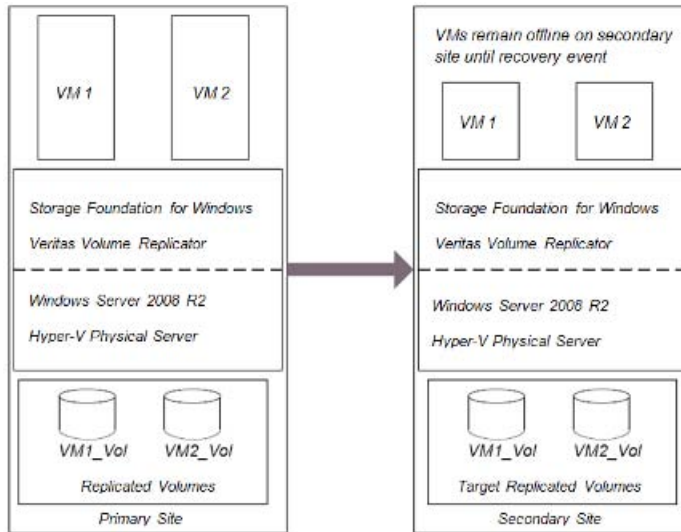 VM 1
VM 2
Storage Foundation for Windows
Veritas Volume Replicator
Windows Server 2008 R2
Hyper-V Physical Server
VM1_Vol
VM2_Vol
Replicated Volumes
Primary Site
VMs remain offline on secondary
site until recovery event
VM 1
VM 2
Storage Foundation for Windows
Veritas Volume Replicator
Windows Server 2008 R2
Hyper-V Physical Server
VM1_Vol
VM2_Vol
Target Replicated Volumes
Secondary Site